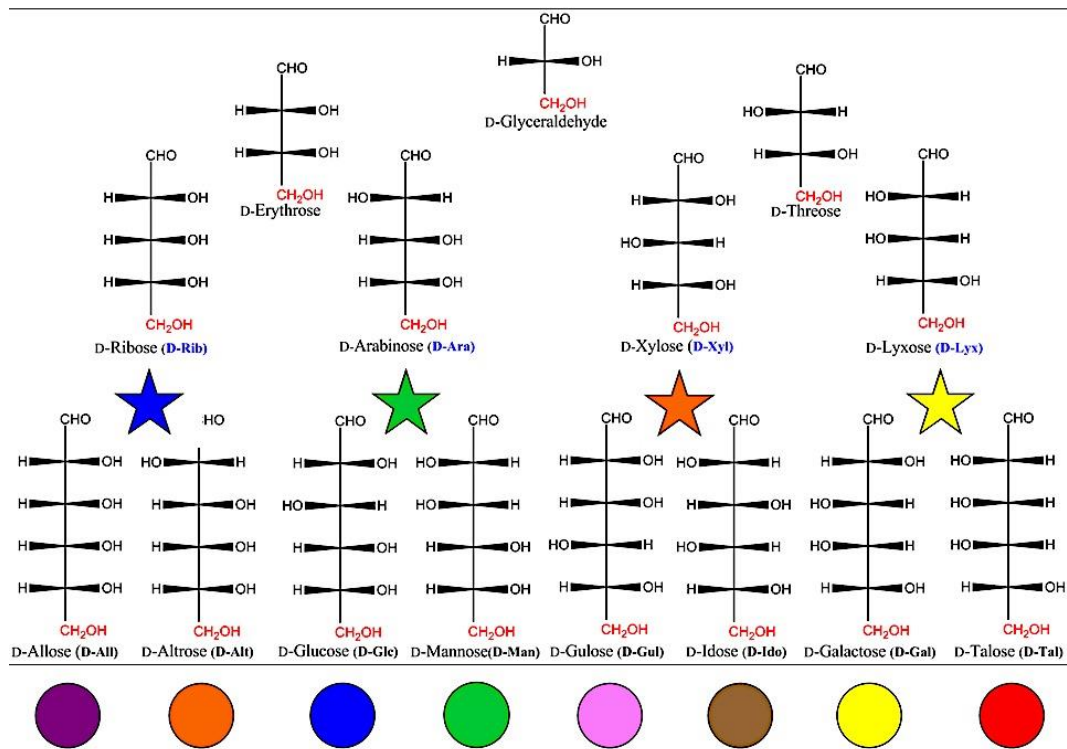 CHO
H OH
CH₂OH
D-Glyceraldehyde
CHO
H OH
H OH
CH₂OH
D-Erythrose
CHO
HO H
H OH
CH₂OH
D-Threose
CHO
H OH
H OH
H OH
CH₂OH
D-Ribose (D-Rib)
CHO
HO H
H OH
H OH
CH₂OH
D-Arabinose (D-Ara)
CHO
H OH
HO H
H OH
CH₂OH
D-Xylose (D-Xyl)
CHO
HO H
HO H
H OH
CH₂OH
D-Lyxose (D-Lyx)
CHO
H OH
H OH
H OH
H OH
CH₂OH
D-Allose (D-All)
HO
HO H
H OH
H OH
H OH
CH₂OH
D-Altrose (D-Alt)
CHO
H OH
HO H
H OH
H OH
CH₂OH
D-Glucose (D-Glc)
CHO
HO H
HO H
H OH
H OH
CH₂OH
D-Mannose(D-Man)
CHO
H OH
H OH
HO H
H OH
CH₂OH
D-Gulose (D-Gul)
CHO
HO H
H OH
H H
H OH
CH₂OH
D-Idose (D-Ido)
CHO
H OH
HO H
HO H
H OH
CH₂OH
D-Galactose (D-Gal)
CHO
HO H
HO H
HO H
H OH
CH₂OH
D-Talose (D-Tal)